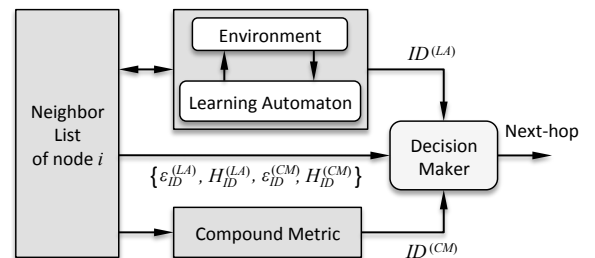 Environment
Learning Automaton
ID^(LA)
Neighbor
List
of node i
Next-hop
Decision
Maker
{ε_ID^(LA), H_ID^(LA), ε_ID^(CM), H_ID^(CM)}
Compound Metric
ID^(CM)